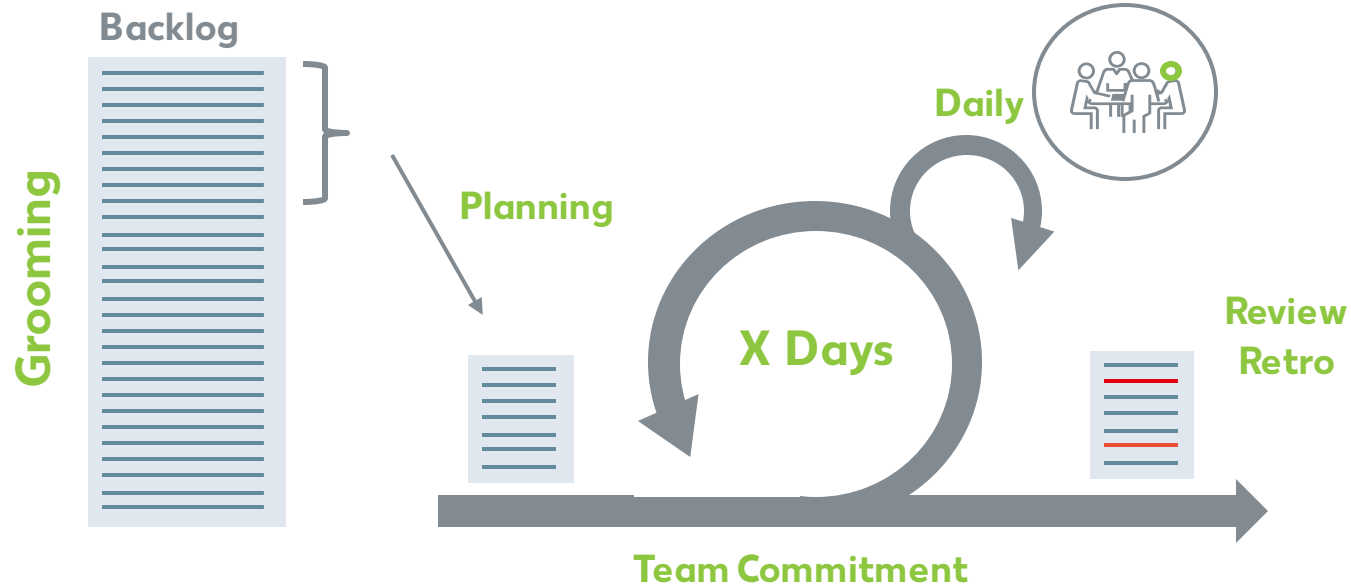 Backlog
Grooming
Planning
Daily
X Days
Review
Retro
Team Commitment